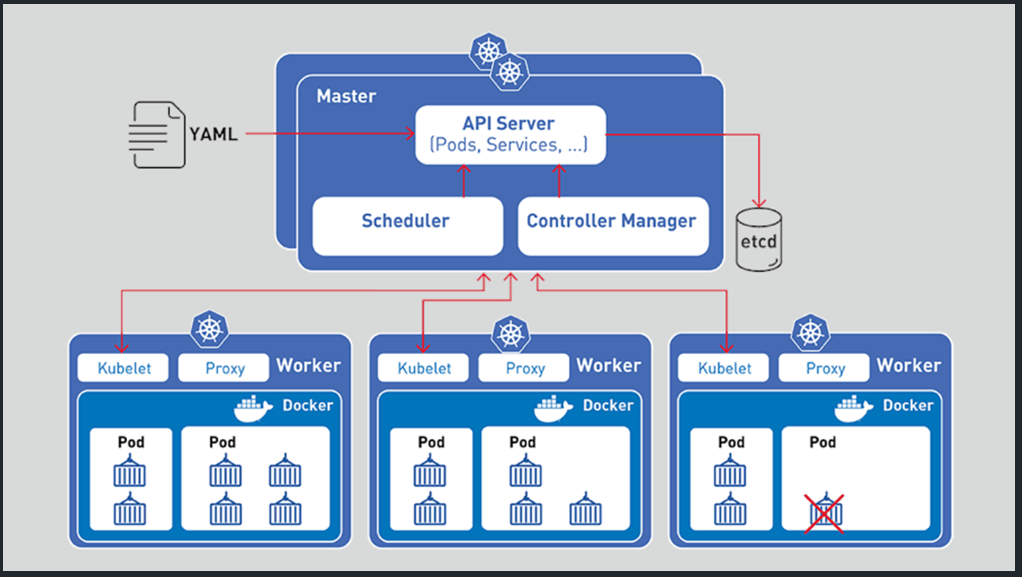 Master
YAML
API Server
(Pods, Services, ...)
Scheduler
Controller Manager
etcd
Kubelet
Proxy
Worker
Docker
Pod
Pod
Kubelet
Proxy
Worker
Docker
Pod
Pod
Kubelet
Proxy
Worker
Docker
Pod
Pod